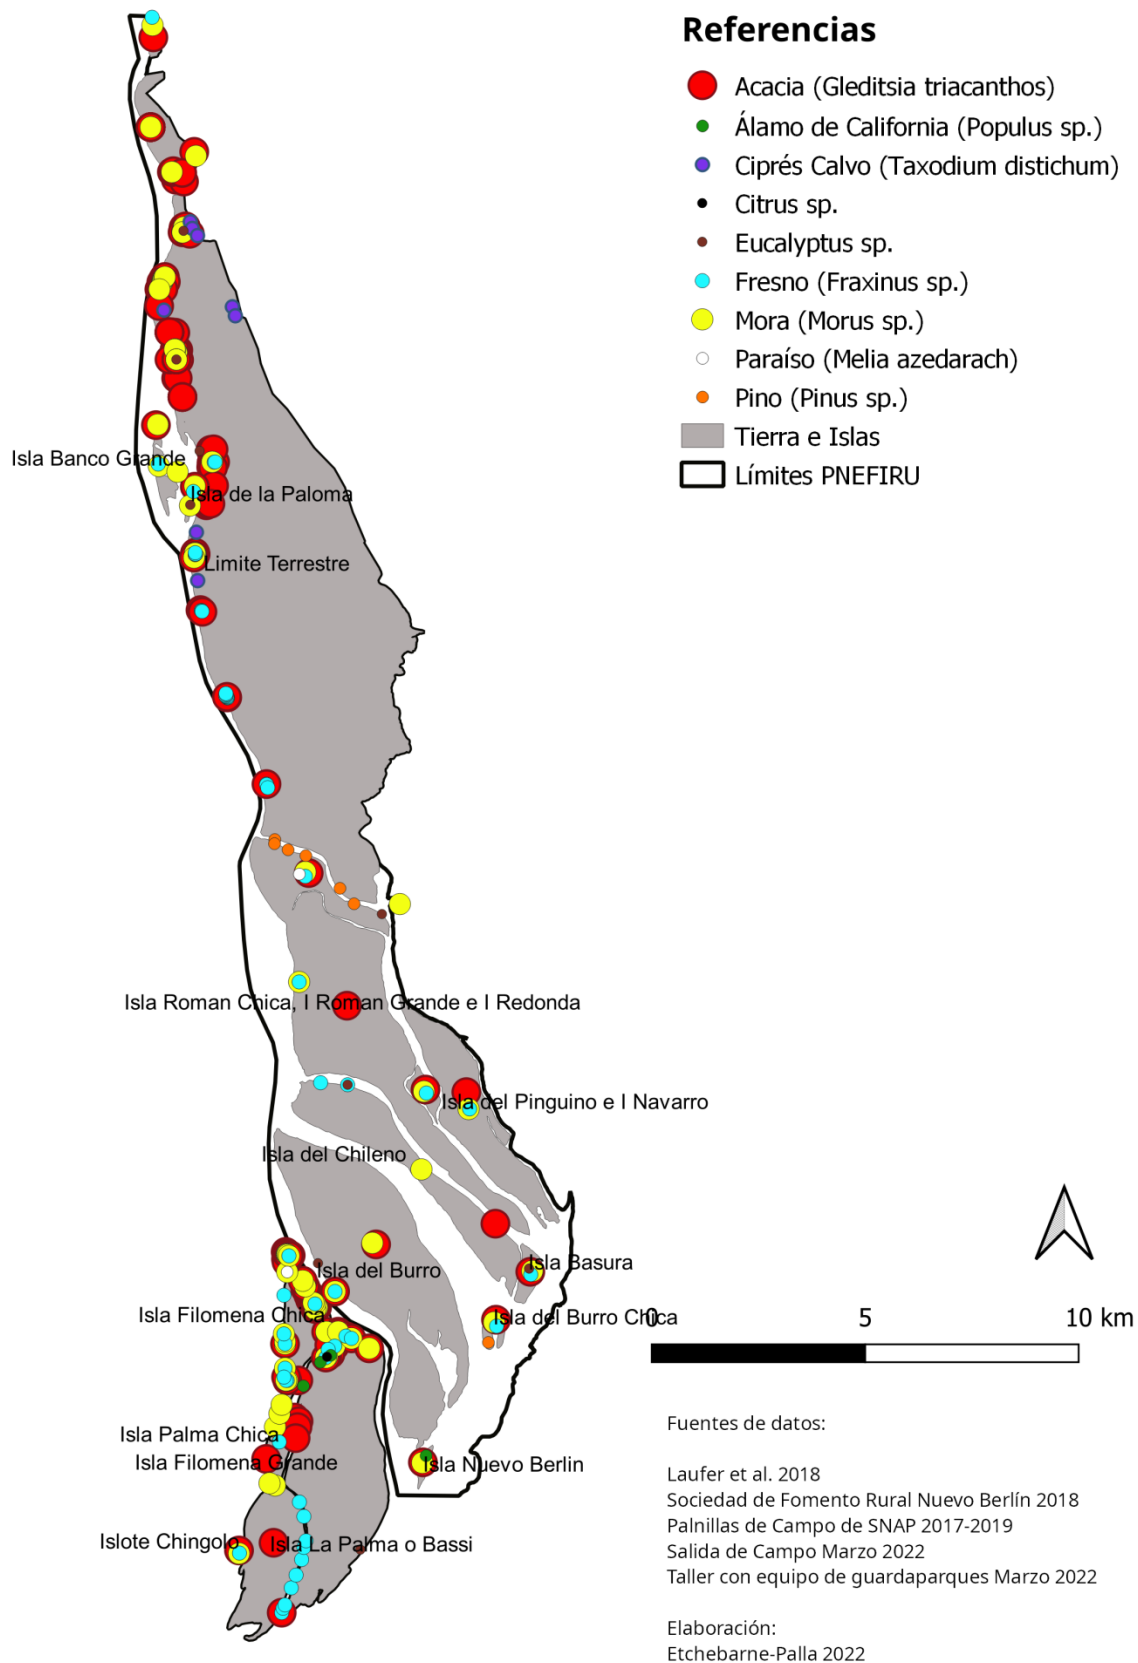 Referencias
Acacia (Gleditsia triacanthos)
Álamo de California (Populus sp.)
Ciprés Calvo (Taxodium distichum)
Citrus sp.
Eucalyptus sp.
Fresno (Fraxinus sp.)
Mora (Morus sp.)
Paraíso (Melia azedarach)
Pino (Pinus sp.)
Tierra e Islas
Límites PNEFIRU
Isla Banco Grande
Isla de la Paloma
Limite Terrestre
Isla Roman Chica, I Roman Grande e I Redonda
Isla del Pinguino e I Navarro
Isla del Chileno
Isla Basura
Isla del Burro
Isla Filomena Chica
Isla del Burro Chica
0 5 10 km
Isla Palma Chica
Isla Filomena Grande
Isla Nuevo Berlin
Islote Chingolo
Isla La Palma o Bassi
Fuentes de datos:
Laufer et al. 2018
Sociedad de Fomento Rural Nuevo Berlín 2018
Palnillas de Campo de SNAP 2017-2019
Salida de Campo Marzo 2022
Taller con equipo de guardaparques Marzo 2022
Elaboración:
Etchebarne-Palla 2022